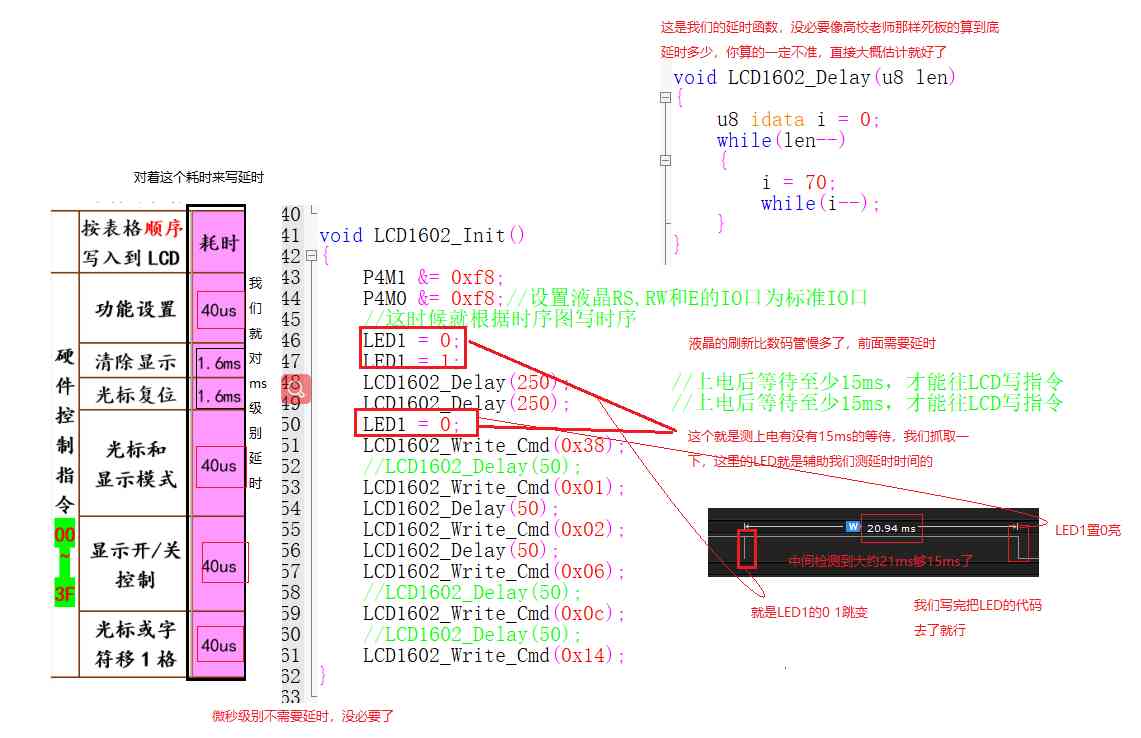 这是我们的延时函数，没必要像高校老师那样死板的算到底
延时多少，你算的一定不准，直接大概估计就好了
void LCD1602_Delay(u8 len)
{
u8 idata i = 0;
while(len--)
{
i = 70;
while(i--);
}
}
对着这个耗时来写延时
按表格顺序
写入到 LCD
耗时
硬件控制指令
00
~
3F
功能设置
40us
清除显示
1.6ms
光标复位
1.6ms
光标和
显示模式
40us
显示开/关
控制
40us
光标或字
符移1格
40us
我们就对ms级别延时
40
41 void LCD1602_Init()
42 {
43 P4M1 &= 0xf8;
44 P4M0 &= 0xf8;//设置液晶RS、RW和E的IO口为标准IO口
45 //这时候就根据时序图写时序
46 LED1 = 0;
47 LED1 = 1;
48 LCD1602_Delay(250); //上电后等待至少15ms，才能往LCD写指令
49 LCD1602_Delay(250); //上电后等待至少15ms，才能往LCD写指令
50 LED1 = 0;
51 LCD1602_Write_Cmd(0x38);
52 //LCD1602_Delay(50);
53 LCD1602_Write_Cmd(0x01);
54 LCD1602_Delay(50);
55 LCD1602_Write_Cmd(0x02);
56 LCD1602_Delay(50);
57 LCD1602_Write_Cmd(0x06);
58 //LCD1602_Delay(50);
59 LCD1602_Write_Cmd(0x0c);
60 //LCD1602_Delay(50);
61 LCD1602_Write_Cmd(0x14);
62 }
63
液晶的刷新比数码管慢多了，前面需要延时
这个就是测上电有没有15ms的等待，我们抓取一
下，这里的LED就是辅助我们测延时时间的
W 20.94 ms
中间检测到大约21ms够15ms了
LED1置0亮
就是LED1的0 1跳变
我们写完把LED的代码
去了就行
微秒级别不需要延时，没必要了